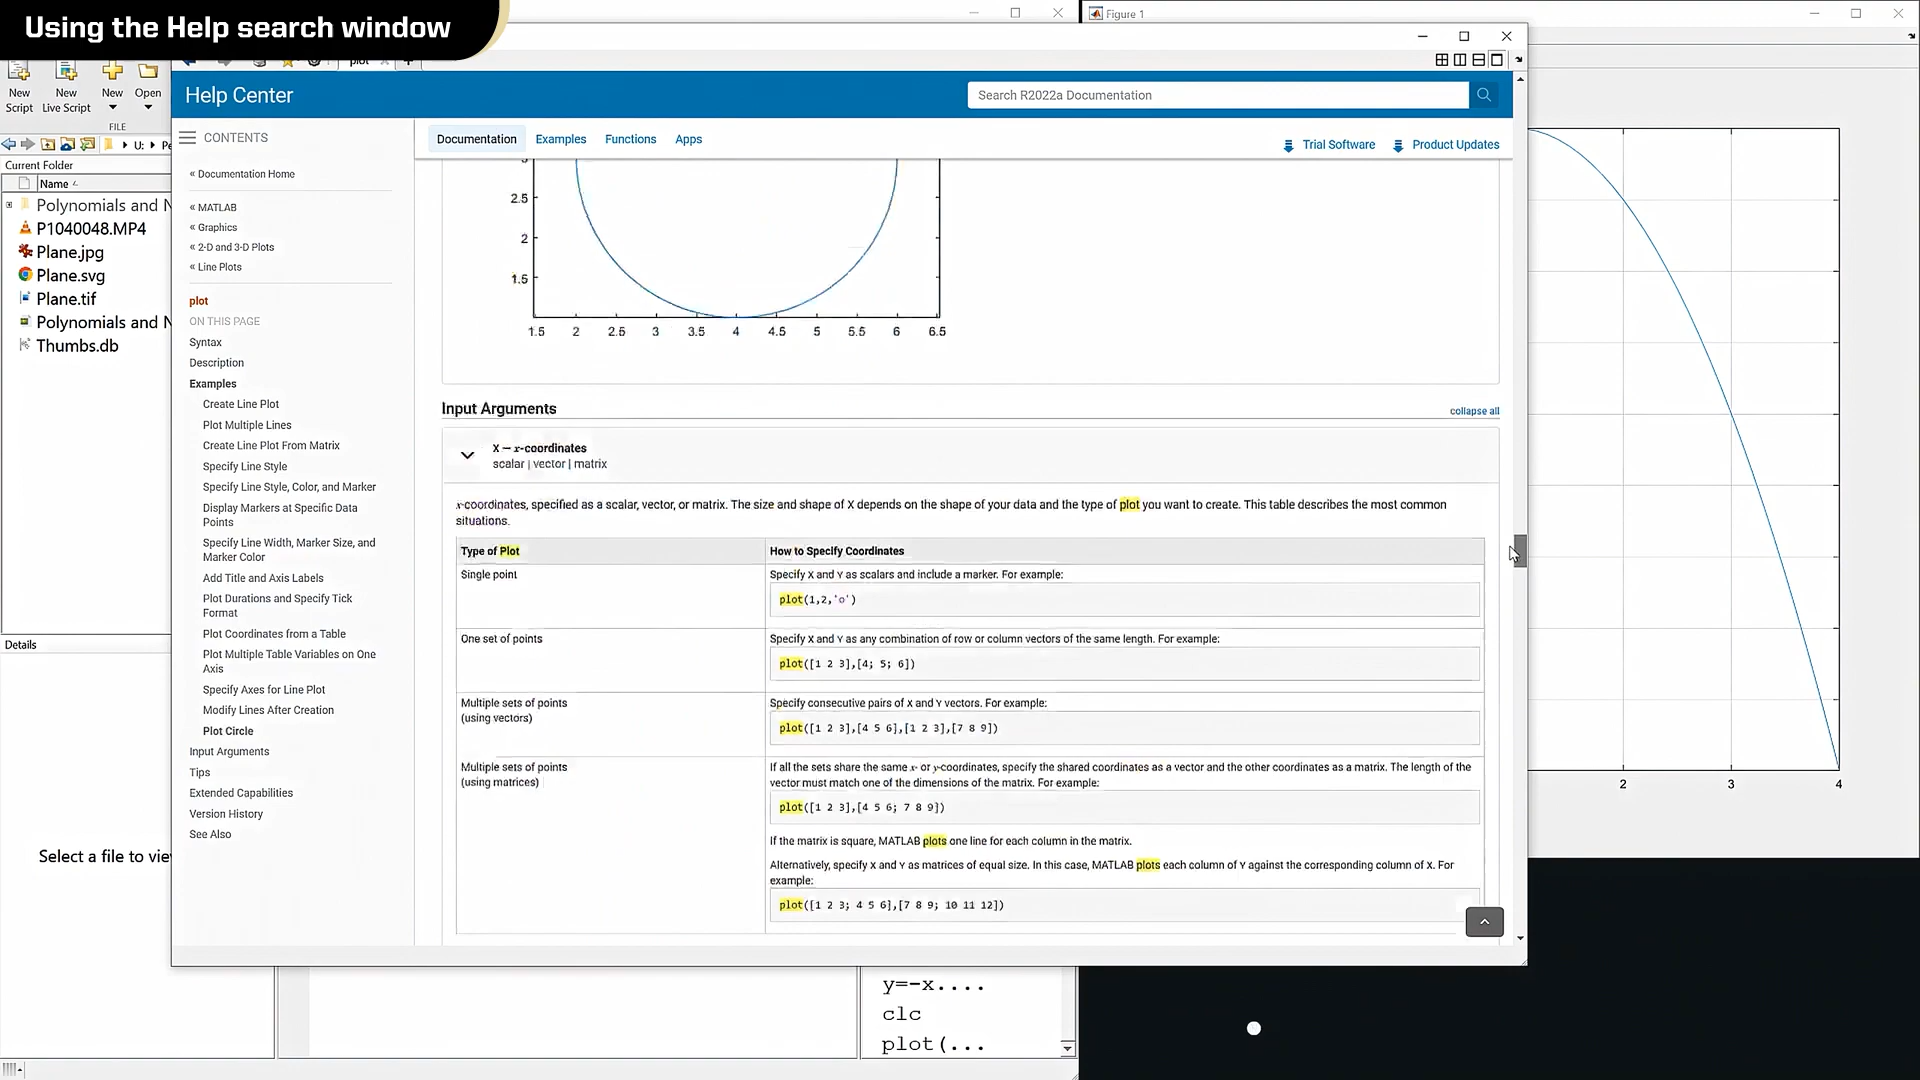 Using the Help search window
Figure 1
plot
New
Script
New
Live Script
New
Open
FILE
U:
Current Folder
Name
Polynomials and N
P1040048.MP4
Plane.jpg
Plane.svg
Plane.tif
Polynomials and N
Thumbs.db
Details
Select a file to vie
Help Center
Search R2022a Documentation
CONTENTS
Documentation
Examples
Functions
Apps
Trial Software
Product Updates
« Documentation Home
« MATLAB
« Graphics
« 2-D and 3-D Plots
« Line Plots
plot
ON THIS PAGE
Syntax
Description
Examples
Create Line Plot
Plot Multiple Lines
Create Line Plot From Matrix
Specify Line Style
Specify Line Style, Color, and Marker
Display Markers at Specific Data
Points
Specify Line Width, Marker Size, and
Marker Color
Add Title and Axis Labels
Plot Durations and Specify Tick
Format
Plot Coordinates from a Table
Plot Multiple Table Variables on One
Axis
Specify Axes for Line Plot
Modify Lines After Creation
Plot Circle
Input Arguments
Tips
Extended Capabilities
Version History
See Also
2.5
2
1.5
1.5 2 2.5 3 3.5 4 4.5 5 5.5 6 6.5
Input Arguments
collapse all
X — x-coordinates
scalar | vector | matrix
x-coordinates, specified as a scalar, vector, or matrix. The size and shape of X depends on the shape of your data and the type of plot you want to create. This table describes the most common
situations.
Type of Plot
How to Specify Coordinates
Single point
Specify X and Y as scalars and include a marker. For example:
plot(1,2,'o')
One set of points
Specify X and Y as any combination of row or column vectors of the same length. For example:
plot([1 2 3],[4; 5; 6])
Multiple sets of points
(using vectors)
Specify consecutive pairs of X and Y vectors. For example:
plot([1 2 3],[4 5 6],[1 2 3],[7 8 9])
Multiple sets of points
(using matrices)
If all the sets share the same x- or y-coordinates, specify the shared coordinates as a vector and the other coordinates as a matrix. The length of the
vector must match one of the dimensions of the matrix. For example:
plot([1 2 3],[4 5 6; 7 8 9])
If the matrix is square, MATLAB plots one line for each column in the matrix.
Alternatively, specify X and Y as matrices of equal size. In this case, MATLAB plots each column of Y against the corresponding column of X. For
example:
plot([1 2 3; 4 5 6],[7 8 9; 10 11 12])
2 3 4
y=-x....
clc
plot(...